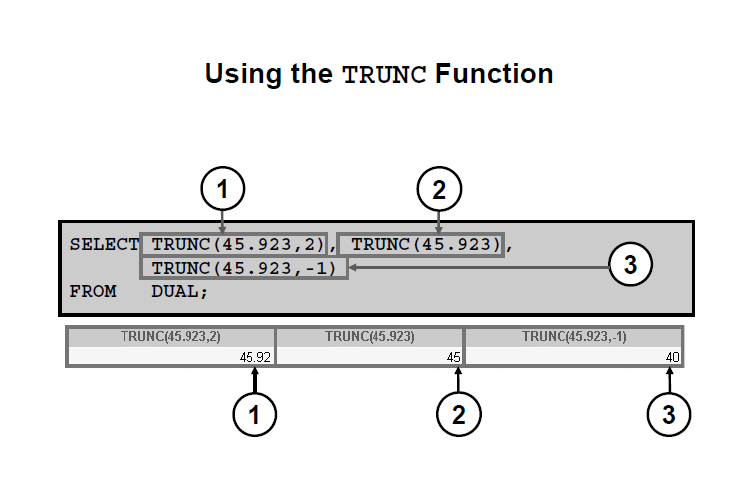 Using the TRUNC Function
1 2
SELECT TRUNC(45.923,2), TRUNC(45.923),
TRUNC(45.923,-1) 3
FROM DUAL;
TRUNC(45.923,2) TRUNC(45.923) TRUNC(45.923,-1)
45.92 45 40
1 2 3